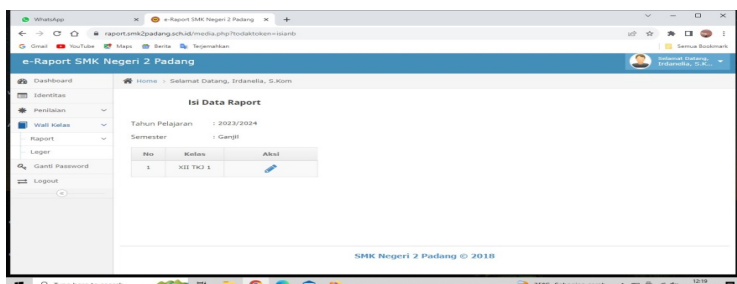 WhatsApp
e-Raport SMK Negeri 2 Padang
raport.smk2padang.sch.id/media.php?todaktoken=isiarib
Gmail YouTube Maps Berita Terjemahkan Semua Bookmark
e-Raport SMK Negeri 2 Padang
Selamat Datang,
Irdanelia, S.K...
Dashboard
Home Selamat Datang, Irdanelia, S.Kom
Identitas
Penilaian
Wali Kelas
Raport
Leger
Ganti Password
Logout
Isi Data Raport
Tahun Pelajaran : 2023/2024
Semester : Ganjil
No Kelas Aksi
1 XII TKJ 1
SMK Negeri 2 Padang © 2018
12:19